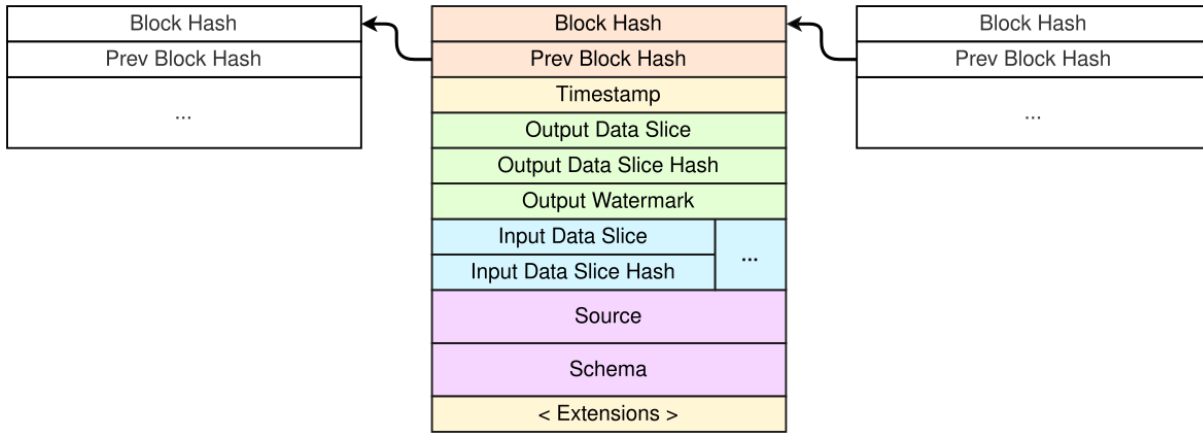 Block Hash
Prev Block Hash
...
Block Hash
Prev Block Hash
Timestamp
Output Data Slice
Output Data Slice Hash
Output Watermark
Input Data Slice
Input Data Slice Hash
...
Source
Schema
< Extensions >
Block Hash
Prev Block Hash
...